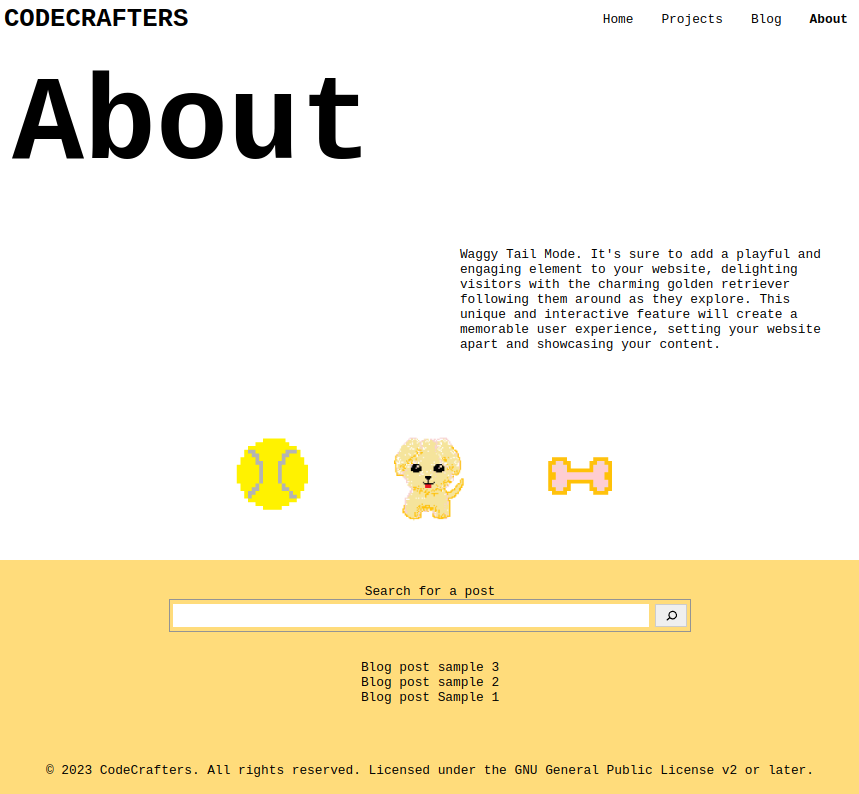 CODECRAFTERS
Home Projects Blog About
About
Waggy Tail Mode. It's sure to add a playful and
engaging element to your website, delighting
visitors with the charming golden retriever
following them around as they explore. This
unique and interactive feature will create a
memorable user experience, setting your website
apart and showcasing your content.
Search for a post
Blog post sample 3
Blog post sample 2
Blog post Sample 1
© 2023 CodeCrafters. All rights reserved. Licensed under the GNU General Public License v2 or later.